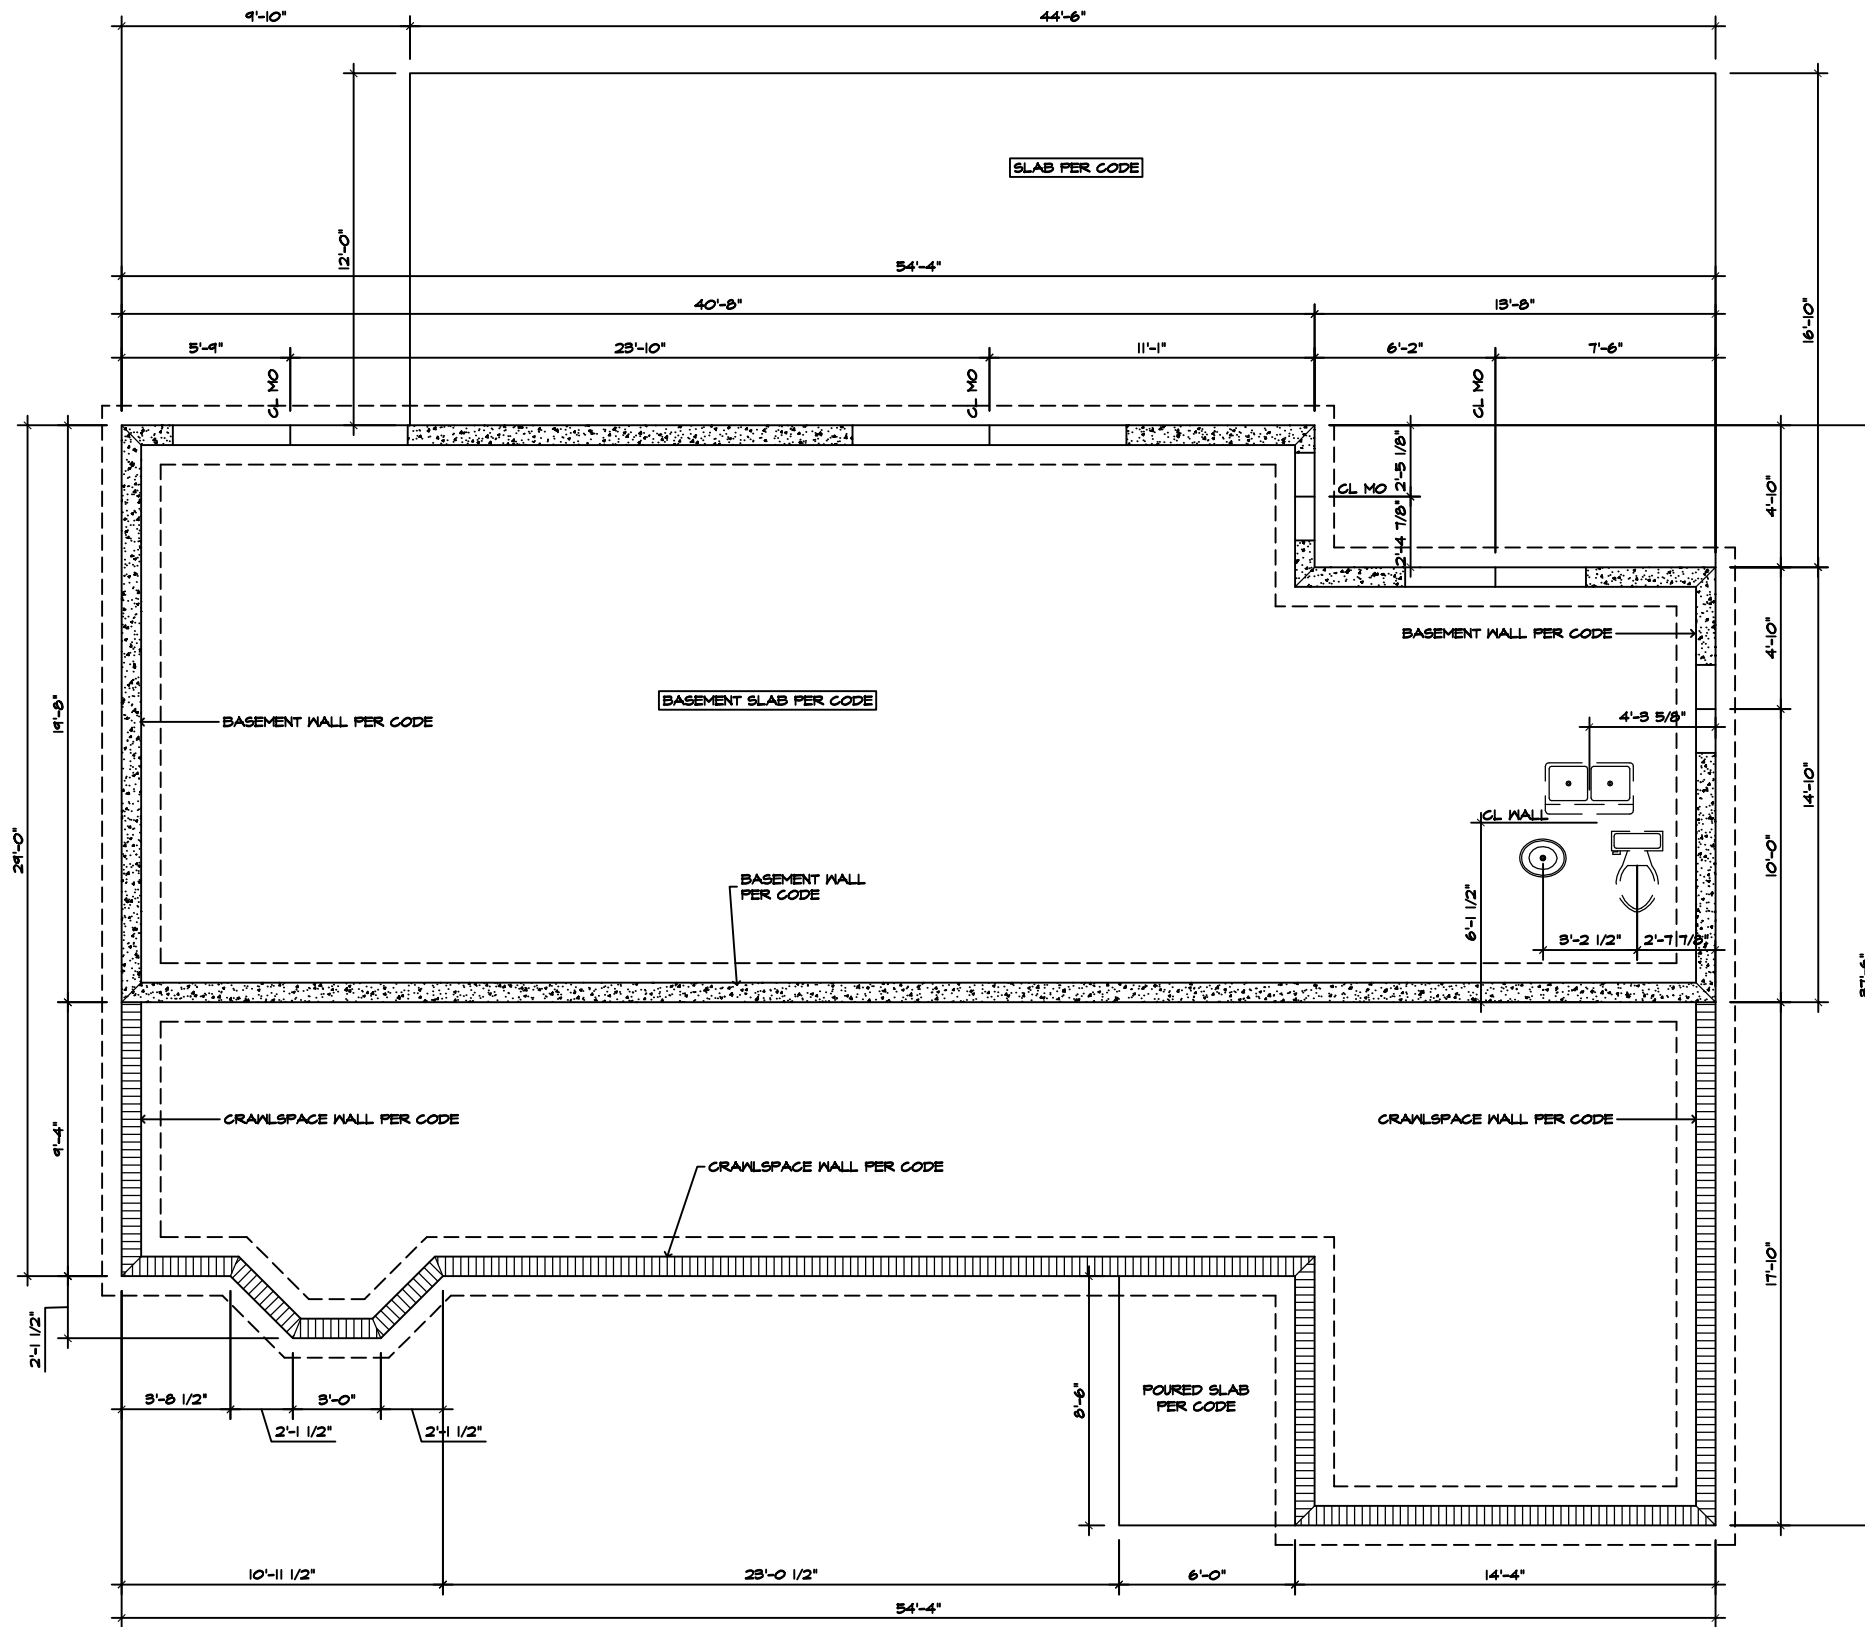 9'-10"
44'-6"
SLAB PER CODE
12'-0"
54'-4"
40'-8"
13'-8"
16'-10"
5'-9"
23'-10"
11'-1"
6'-2"
7'-6"
CL MO
CL MO
CL MO
2'-5 1/8"
CL MO
2'-4 7/8"
4'-10"
BASEMENT WALL PER CODE
4'-10"
BASEMENT SLAB PER CODE
19'-8"
BASEMENT WALL PER CODE
4'-3 5/8"
14'-10"
CL WALL
29'-0"
10'-0"
BASEMENT WALL
PER CODE
6'-1 1/2"
3'-2 1/2"
2'-7 7/8"
37'-6"
CRAWLSPACE WALL PER CODE
CRAWLSPACE WALL PER CODE
9'-4"
CRAWLSPACE WALL PER CODE
17'-10"
2'-1 1/2"
POURED SLAB
PER CODE
8'-6"
3'-8 1/2"
3'-0"
2'-1 1/2"
2'-1 1/2"
10'-11 1/2"
23'-0 1/2"
6'-0"
14'-4"
54'-4"